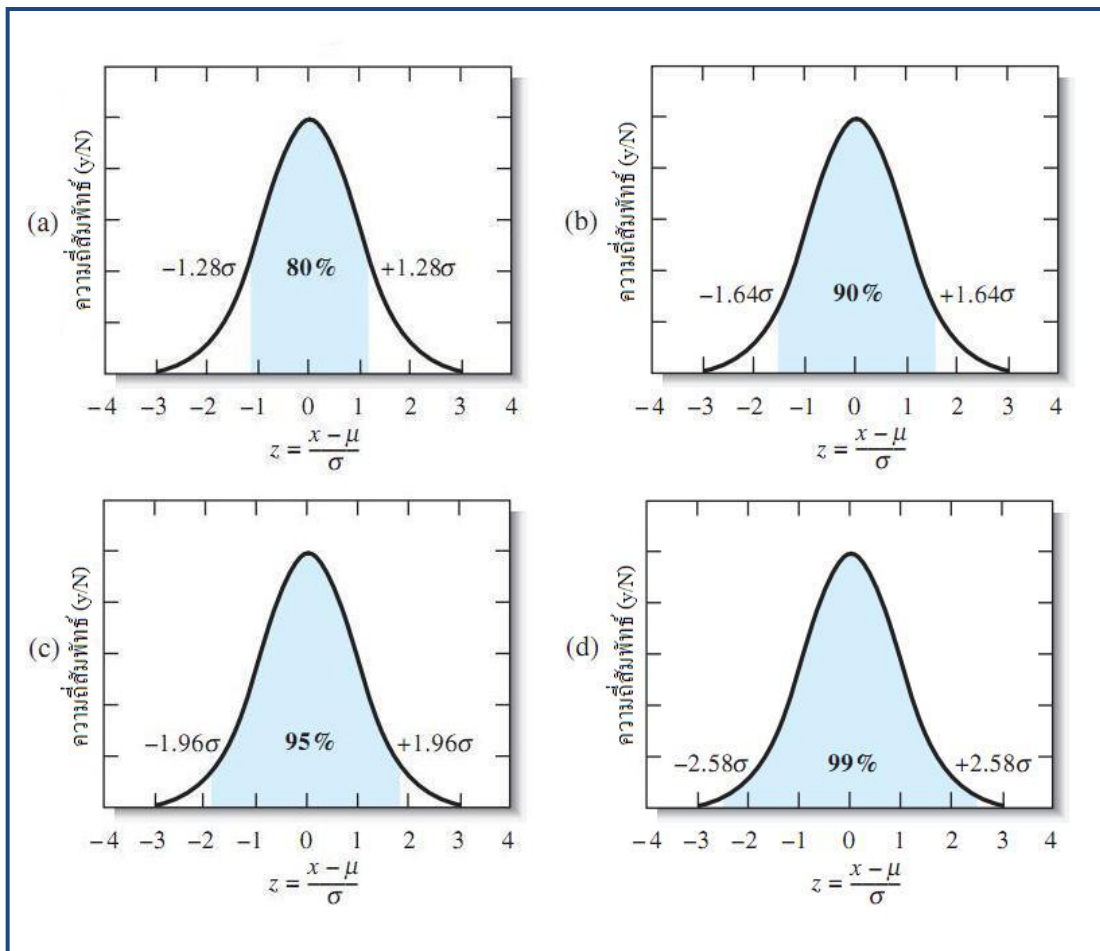 (a)
ความถี่สัมพัทธ์ (y/N)
−1.28σ
80%
+1.28σ
−4 −3 −2 −1 0 1 2 3 4
z = (x − μ)/σ
(b)
ความถี่สัมพัทธ์ (y/N)
−1.64σ
90%
+1.64σ
−4 −3 −2 −1 0 1 2 3 4
z = (x − μ)/σ
(c)
ความถี่สัมพัทธ์ (y/N)
−1.96σ
95%
+1.96σ
−4 −3 −2 −1 0 1 2 3 4
z = (x − μ)/σ
(d)
ความถี่สัมพัทธ์ (y/N)
−2.58σ
99%
+2.58σ
−4 −3 −2 −1 0 1 2 3 4
z = (x − μ)/σ